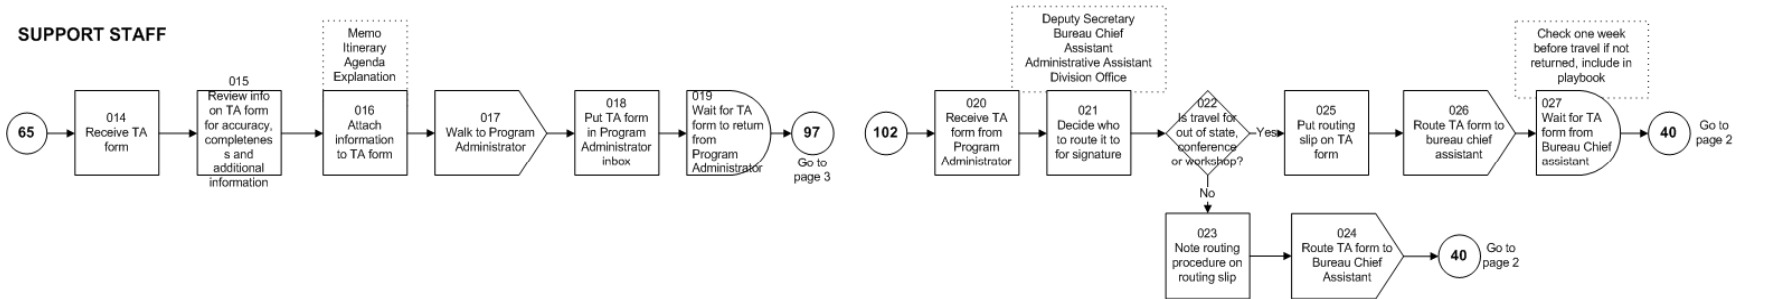 SUPPORT STAFF
65
014
Receive TA
form
015
Review info
on TA form
for accuracy,
completenes
s and
additional
information
Memo
Itinerary
Agenda
Explanation
016
Attach
information
to TA form
017
Walk to Program
Administrator
018
Put TA form
in Program
Administrator
inbox
019
Wait for TA
form to return
from
Program
Administrator
97
Go to
page 3
102
020
Receive TA
form from
Program
Administrator
Deputy Secretary
Bureau Chief
Assistant
Administrative Assistant
Division Office
021
Decide who
to route it to
for signature
022
Is travel for
out of state,
conference
or workshop?
Yes
025
Put routing
slip on TA
form
026
Route TA form to
bureau chief
assistant
Check one week
before travel if not
returned, include in
playbook
027
Wait for TA
form from
Bureau Chief
assistant
40
Go to
page 2
No
023
Note routing
procedure on
routing slip
024
Route TA form to
Bureau Chief
Assistant
40
Go to
page 2